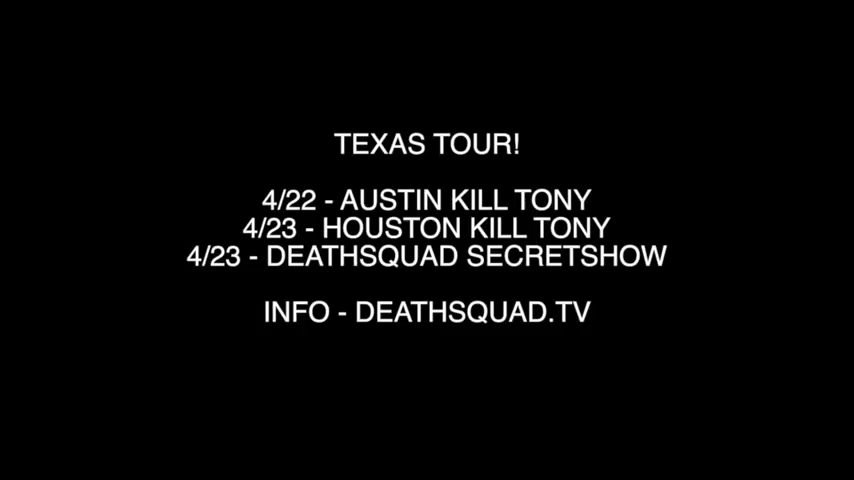 TEXAS TOUR!
4/22 - AUSTIN KILL TONY
4/23 - HOUSTON KILL TONY
4/23 - DEATHSQUAD SECRETSHOW
INFO - DEATHSQUAD.TV